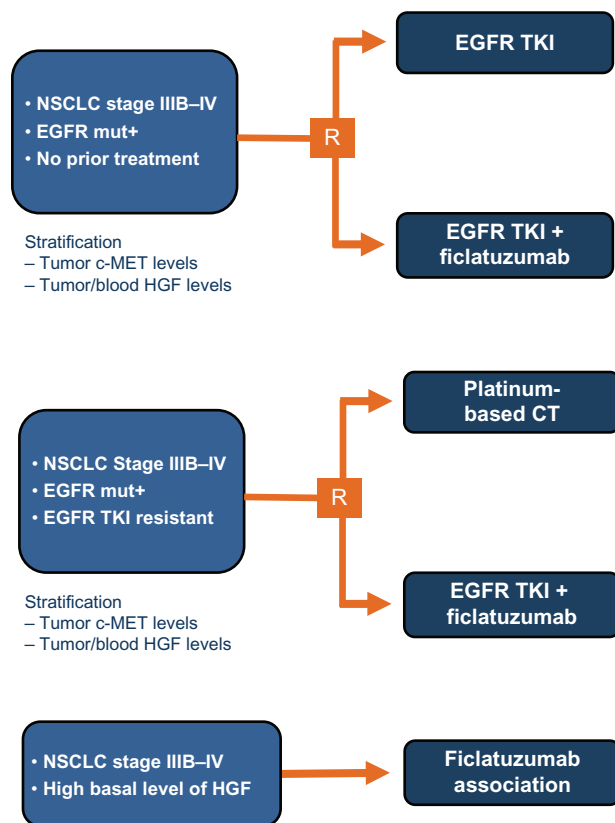 EGFR TKI
• NSCLC stage IIIB–IV
• EGFR mut+
• No prior treatment
R
EGFR TKI +
ficlatuzumab
Stratification
– Tumor c-MET levels
– Tumor/blood HGF levels
Platinum-
based CT
• NSCLC Stage IIIB–IV
• EGFR mut+
• EGFR TKI resistant
R
EGFR TKI +
ficlatuzumab
Stratification
– Tumor c-MET levels
– Tumor/blood HGF levels
• NSCLC stage IIIB–IV
• High basal level of HGF
Ficlatuzumab
association